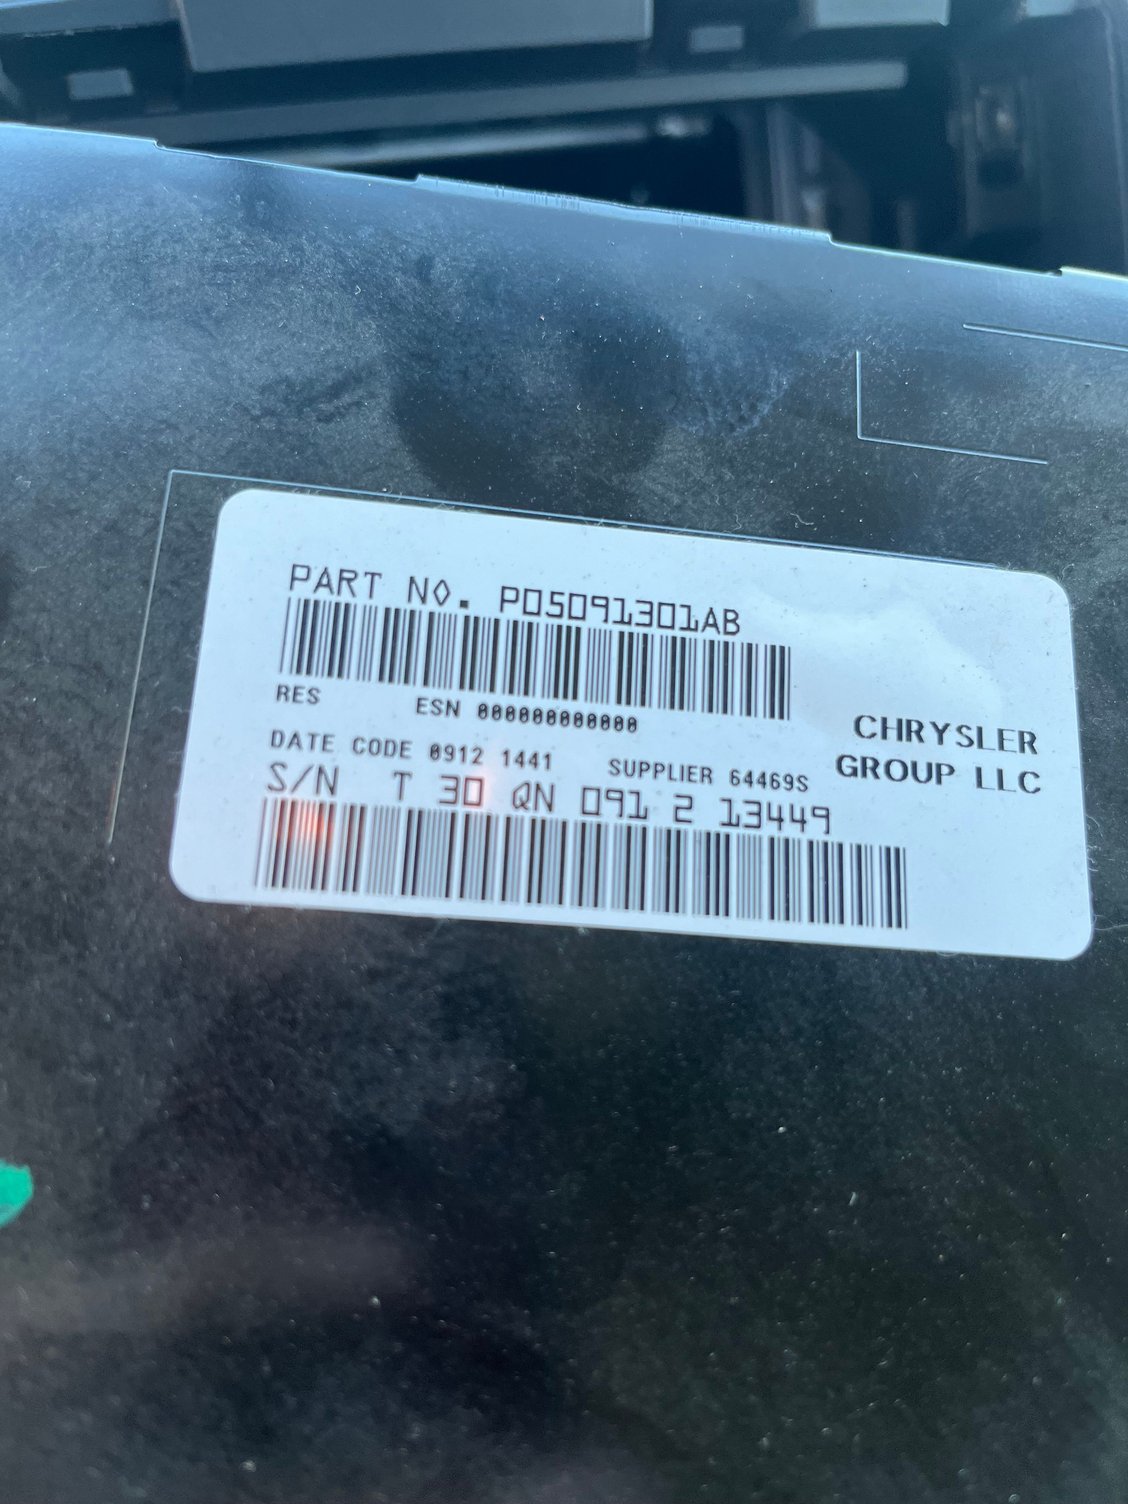 PART NO. P05091301AB
RES ESN 000000000000
DATE CODE 0912 1441 SUPPLIER 64469S
S/N T 30 QN 091 2 13449
CHRYSLER
GROUP LLC